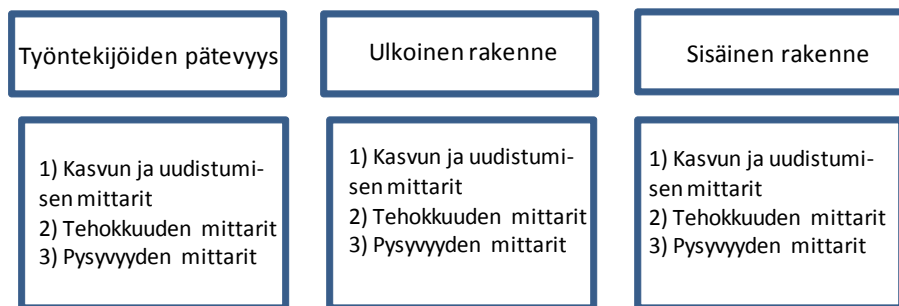 Työntekijöiden pätevyys
Ulkoinen rakenne
Sisäinen rakenne
1) Kasvun ja uudistumi-
sen mittarit
2) Tehokkuuden mittarit
3) Pysyvyyden mittarit
1) Kasvun ja uudistumi-
sen mittarit
2) Tehokkuuden mittarit
3) Pysyvyyden mittarit
1) Kasvun ja uudistumi-
sen mittarit
2) Tehokkuuden mittarit
3) Pysyvyyden mittarit